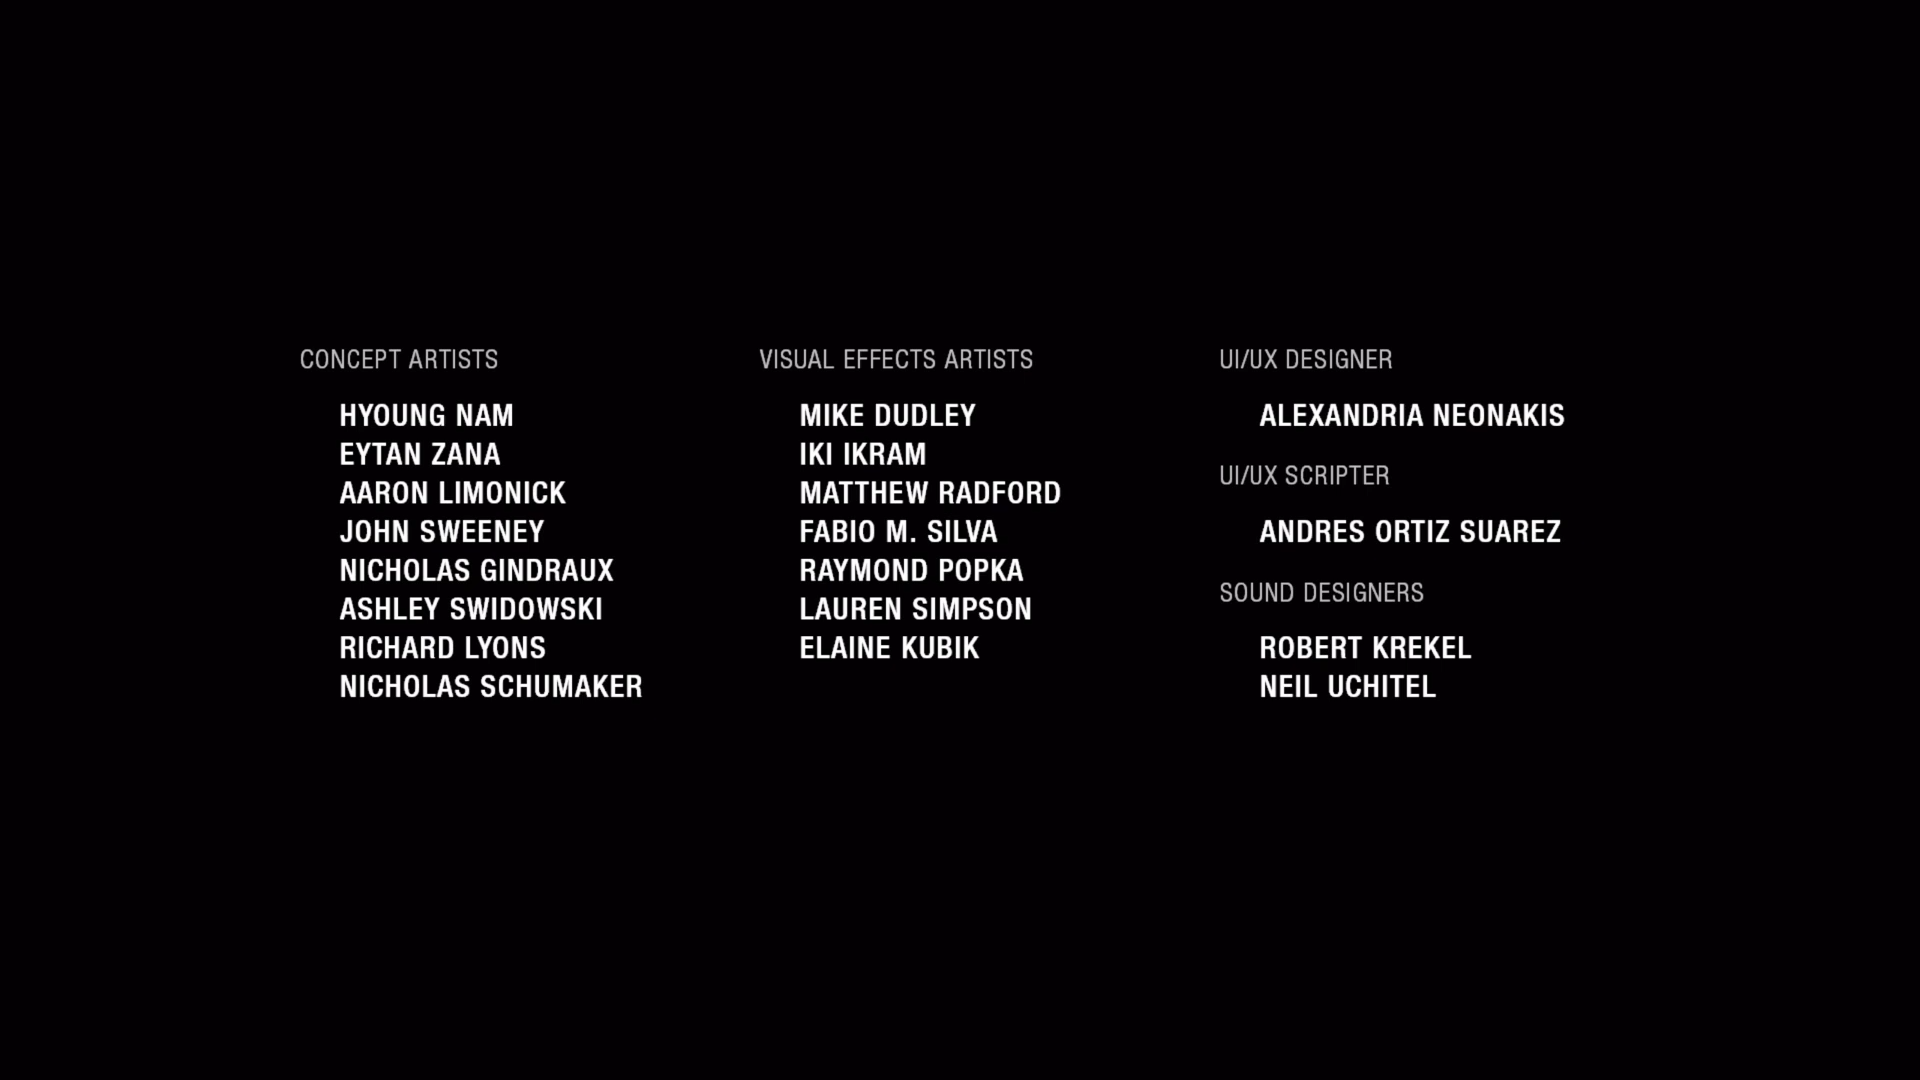 CONCEPT ARTISTS
HYOUNG NAM
EYTAN ZANA
AARON LIMONICK
JOHN SWEENEY
NICHOLAS GINDRAUX
ASHLEY SWIDOWSKI
RICHARD LYONS
NICHOLAS SCHUMAKER
VISUAL EFFECTS ARTISTS
MIKE DUDLEY
IKI IKRAM
MATTHEW RADFORD
FABIO M. SILVA
RAYMOND POPKA
LAUREN SIMPSON
ELAINE KUBIK
UI/UX DESIGNER
ALEXANDRIA NEONAKIS
UI/UX SCRIPTER
ANDRES ORTIZ SUAREZ
SOUND DESIGNERS
ROBERT KREKEL
NEIL UCHITEL